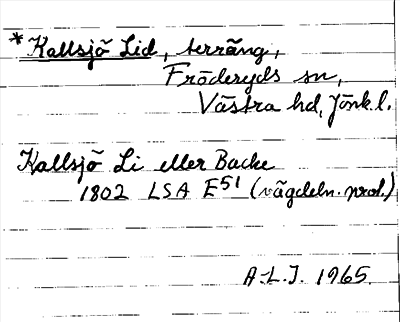 *Kallsjö Lid, terräng,
Fröderyds sn,
Västra hd, Jönk. l.
Kallsjö Li eller Backe
1802 LSA E51 (vägdeln. prot.)
A.L.J. 1965.